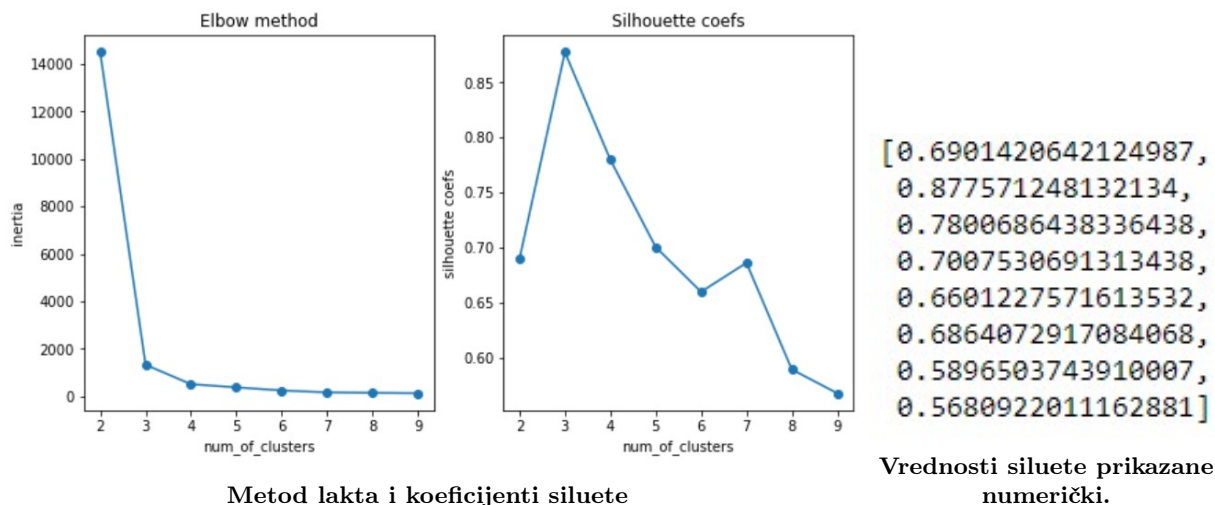 Elbow method
14000
12000
10000
8000
6000
4000
2000
0
inertia
2 3 4 5 6 7 8 9
num_of_clusters
Silhouette coefs
0.85
0.80
0.75
0.70
0.65
0.60
silhouette coefs
2 3 4 5 6 7 8 9
num_of_clusters
Metod lakta i koeficijenti siluete
[0.6901420642124987,
0.877571248132134,
0.7800686438336438,
0.7007530691313438,
0.6601227571613532,
0.6864072917084068,
0.5896503743910007,
0.5680922011162881]
Vrednosti siluete prikazane
numerički.